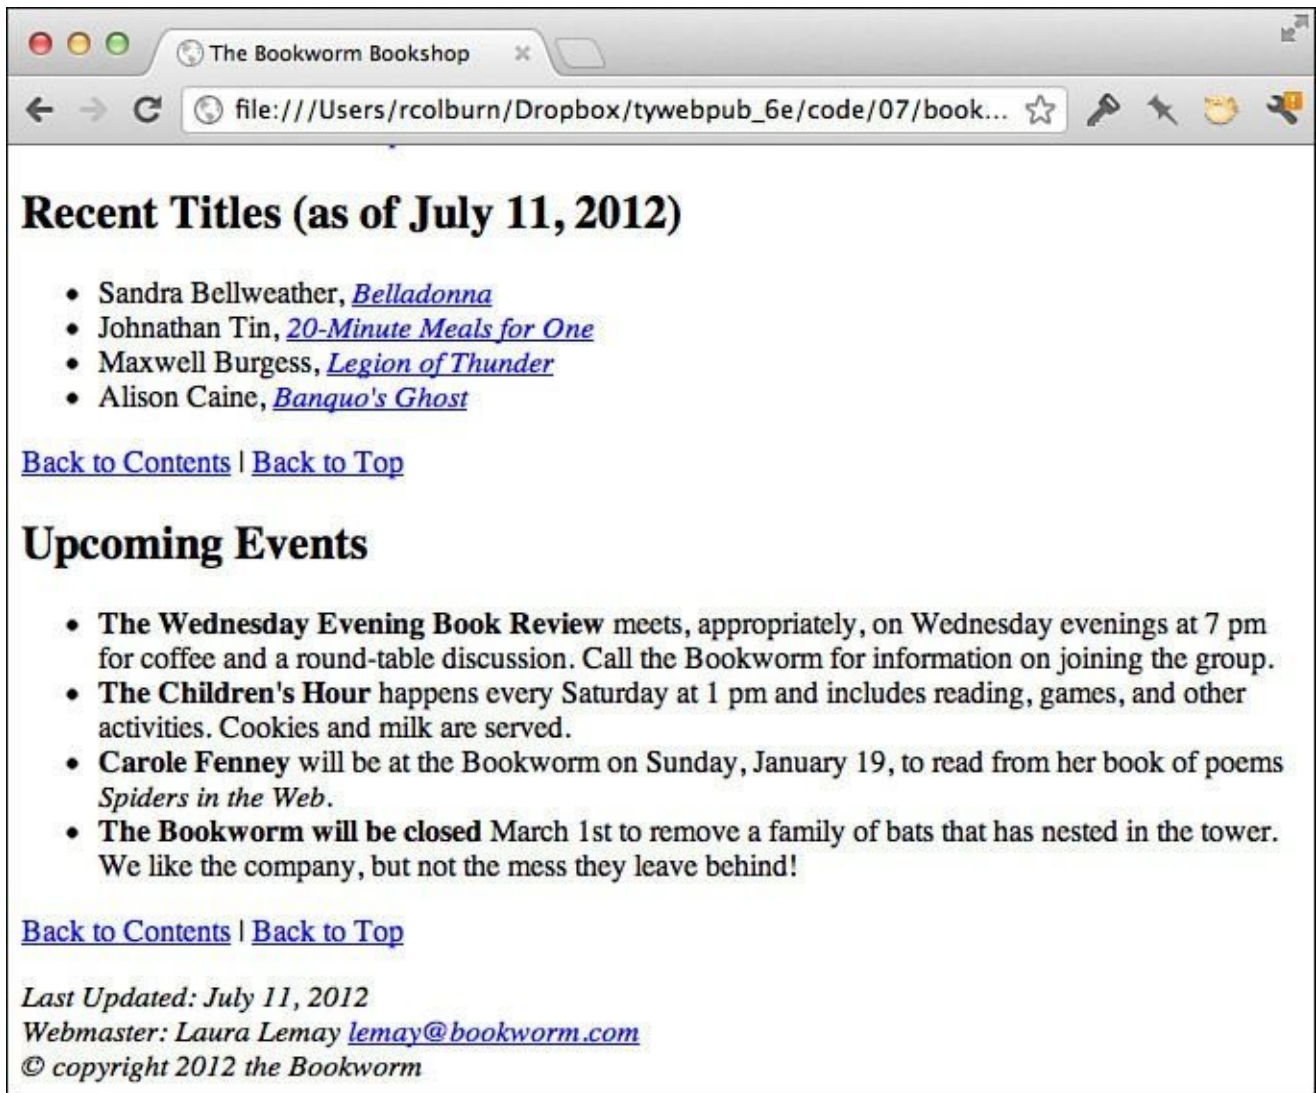 The Bookworm Bookshop
file:///Users/rcolburn/Dropbox/tywebpub_6e/code/07/book...
Recent Titles (as of July 11, 2012)
• Sandra Bellweather, Belladonna
• Johnathan Tin, 20-Minute Meals for One
• Maxwell Burgess, Legion of Thunder
• Alison Caine, Banquo's Ghost
Back to Contents | Back to Top
Upcoming Events
• The Wednesday Evening Book Review meets, appropriately, on Wednesday evenings at 7 pm
for coffee and a round-table discussion. Call the Bookworm for information on joining the group.
• The Children's Hour happens every Saturday at 1 pm and includes reading, games, and other
activities. Cookies and milk are served.
• Carole Fenney will be at the Bookworm on Sunday, January 19, to read from her book of poems
Spiders in the Web.
• The Bookworm will be closed March 1st to remove a family of bats that has nested in the tower.
We like the company, but not the mess they leave behind!
Back to Contents | Back to Top
Last Updated: July 11, 2012
Webmaster: Laura Lemay lemay@bookworm.com
© copyright 2012 the Bookworm